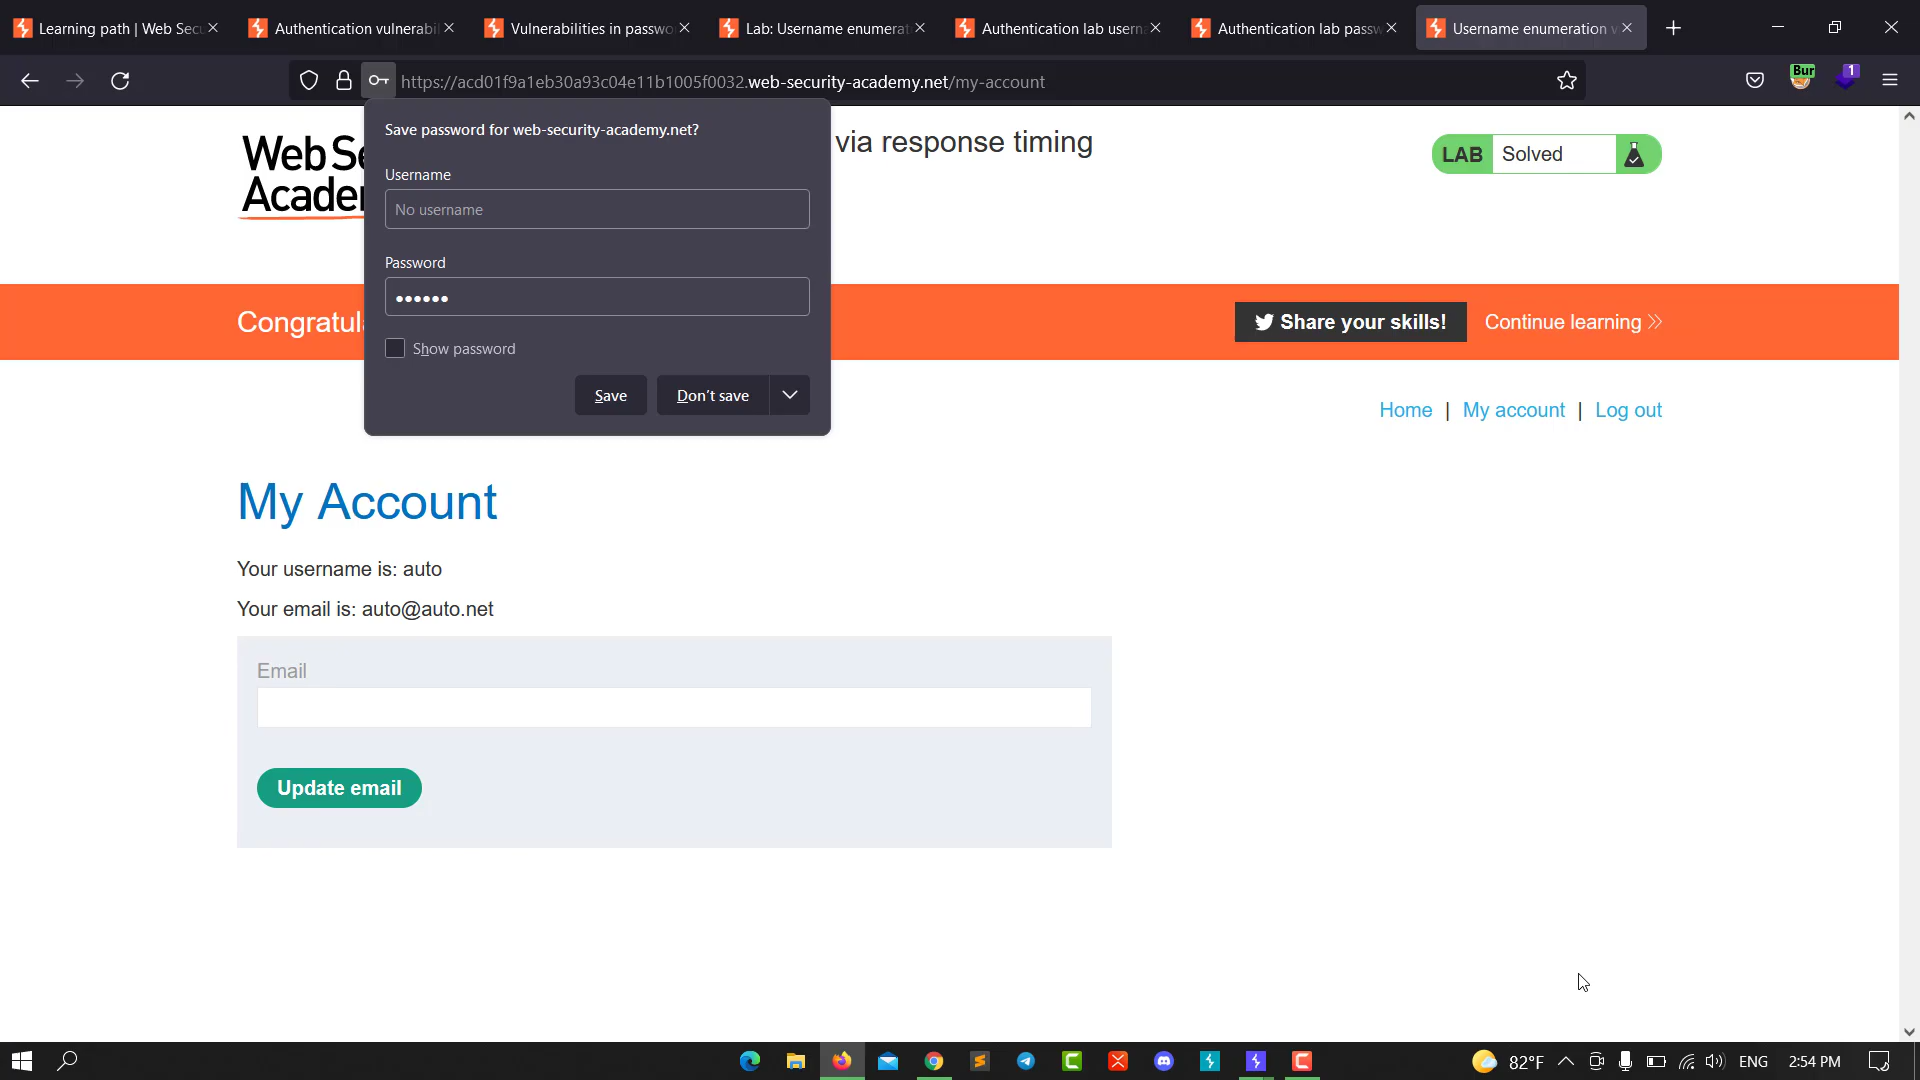 Learning path | Web Secu
Authentication vulnerabil
Vulnerabilities in passwo
Lab: Username enumerat
Authentication lab userna
Authentication lab passw
Username enumeration v
https://acd01f9a1eb30a93c04e11b1005f0032.web-security-academy.net/my-account
Bur
1
Save password for web-security-academy.net?
Username
No username
Password
••••••
Show password
Save
Don't save
Web Se
Acade
via response timing
LAB Solved
Congratul
Share your skills!
Continue learning
Home | My account | Log out
My Account
Your username is: auto
Your email is: auto@auto.net
Email
Update email
82°F
ENG
2:54 PM